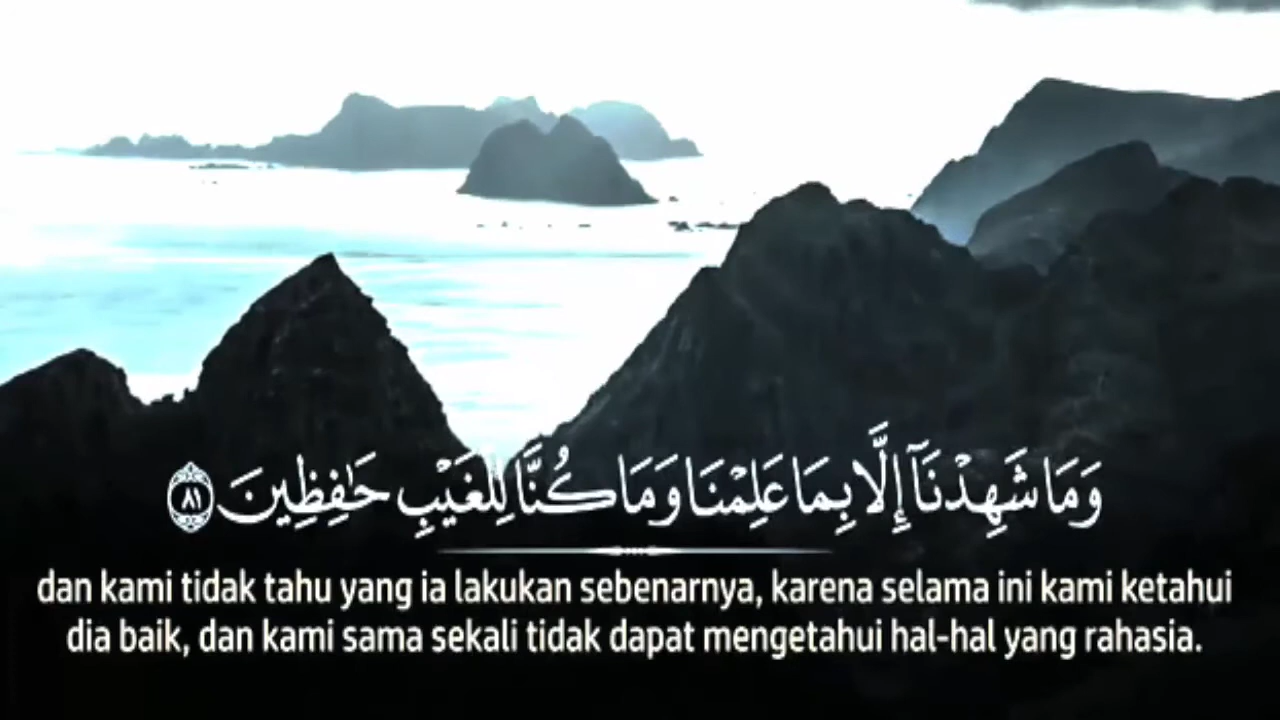 وَمَا شَهِدْنَآ إِلَّا بِمَا عَلِمْنَا وَمَا كُنَّا لِلْغَيْبِ حَٰفِظِينَ ٨١
dan kami tidak tahu yang ia lakukan sebenarnya, karena selama ini kami ketahui
dia baik, dan kami sama sekali tidak dapat mengetahui hal-hal yang rahasia.